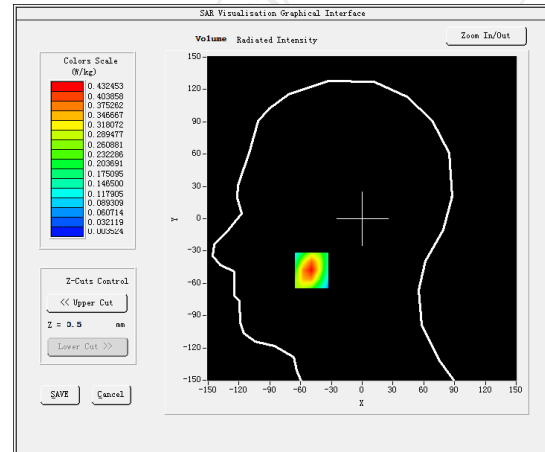 SAR Visualisation Graphical Interface
Volume Radiated Intensity
Zoom In/Out
Colors Scale
(W/kg)
0.432453
0.403858
0.375262
0.346667
0.318072
0.289477
0.260881
0.232286
0.203691
0.175095
0.146500
0.117905
0.089309
0.060714
0.032119
0.003524
Z-Cuts Control
<< Upper Cut
Z = 0.5 mm
Lower Cut >>
SAVE Cancel
150
120
90
60
30
0
-30
-60
-90
-120
-150
Y
-150 -120 -90 -60 -30 0 30 60 90 120 150
X